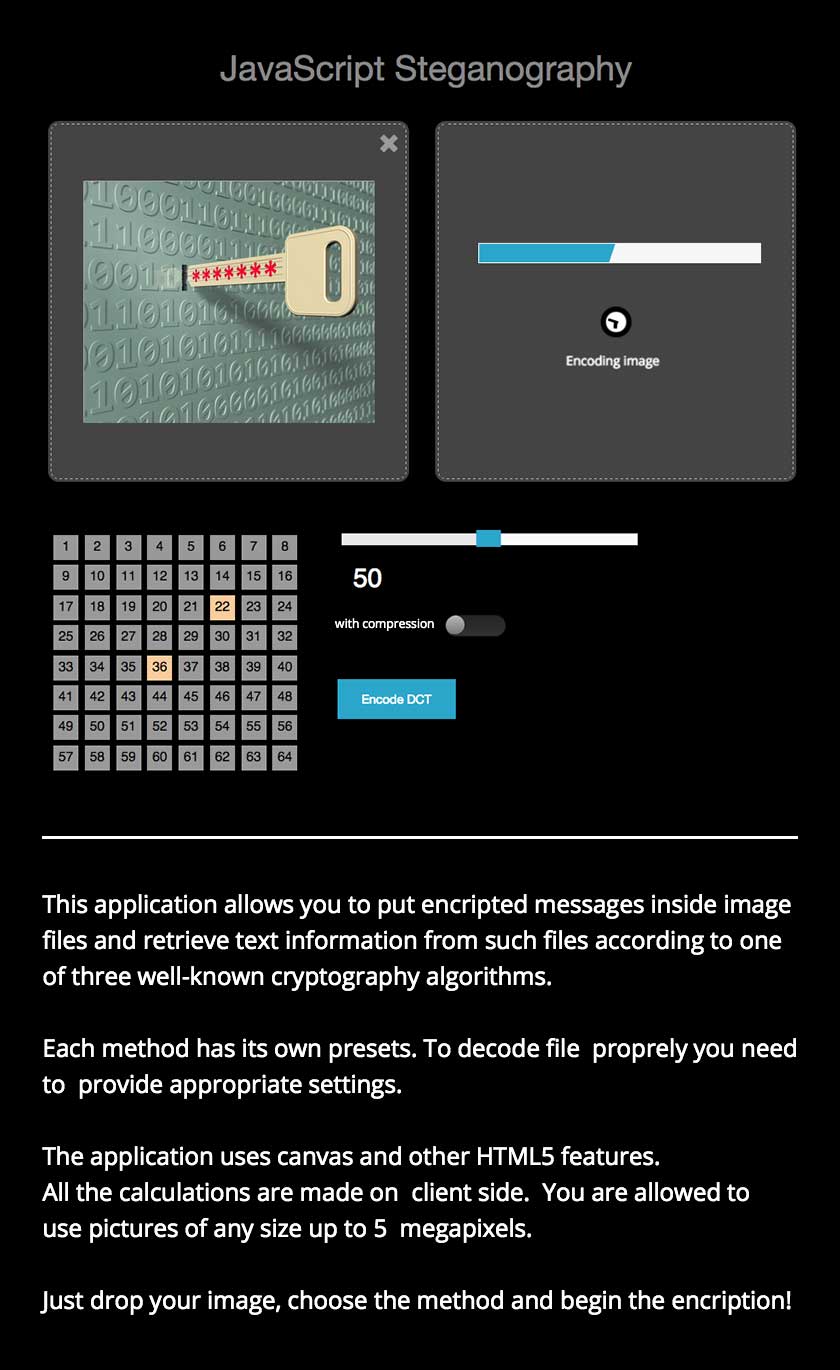 JavaScript Steganography
*******
Encoding image
1 2 3 4 5 6 7 8
9 10 11 12 13 14 15 16
17 18 19 20 21 22 23 24
25 26 27 28 29 30 31 32
33 34 35 36 37 38 39 40
41 42 43 44 45 46 47 48
49 50 51 52 53 54 55 56
57 58 59 60 61 62 63 64
50
with compression
Encode DCT
This application allows you to put encripted messages inside image
files and retrieve text information from such files according to one
of three well-known cryptography algorithms.
Each method has its own presets. To decode file proprely you need
to provide appropriate settings.
The application uses canvas and other HTML5 features.
All the calculations are made on client side. You are allowed to
use pictures of any size up to 5 megapixels.
Just drop your image, choose the method and begin the encription!